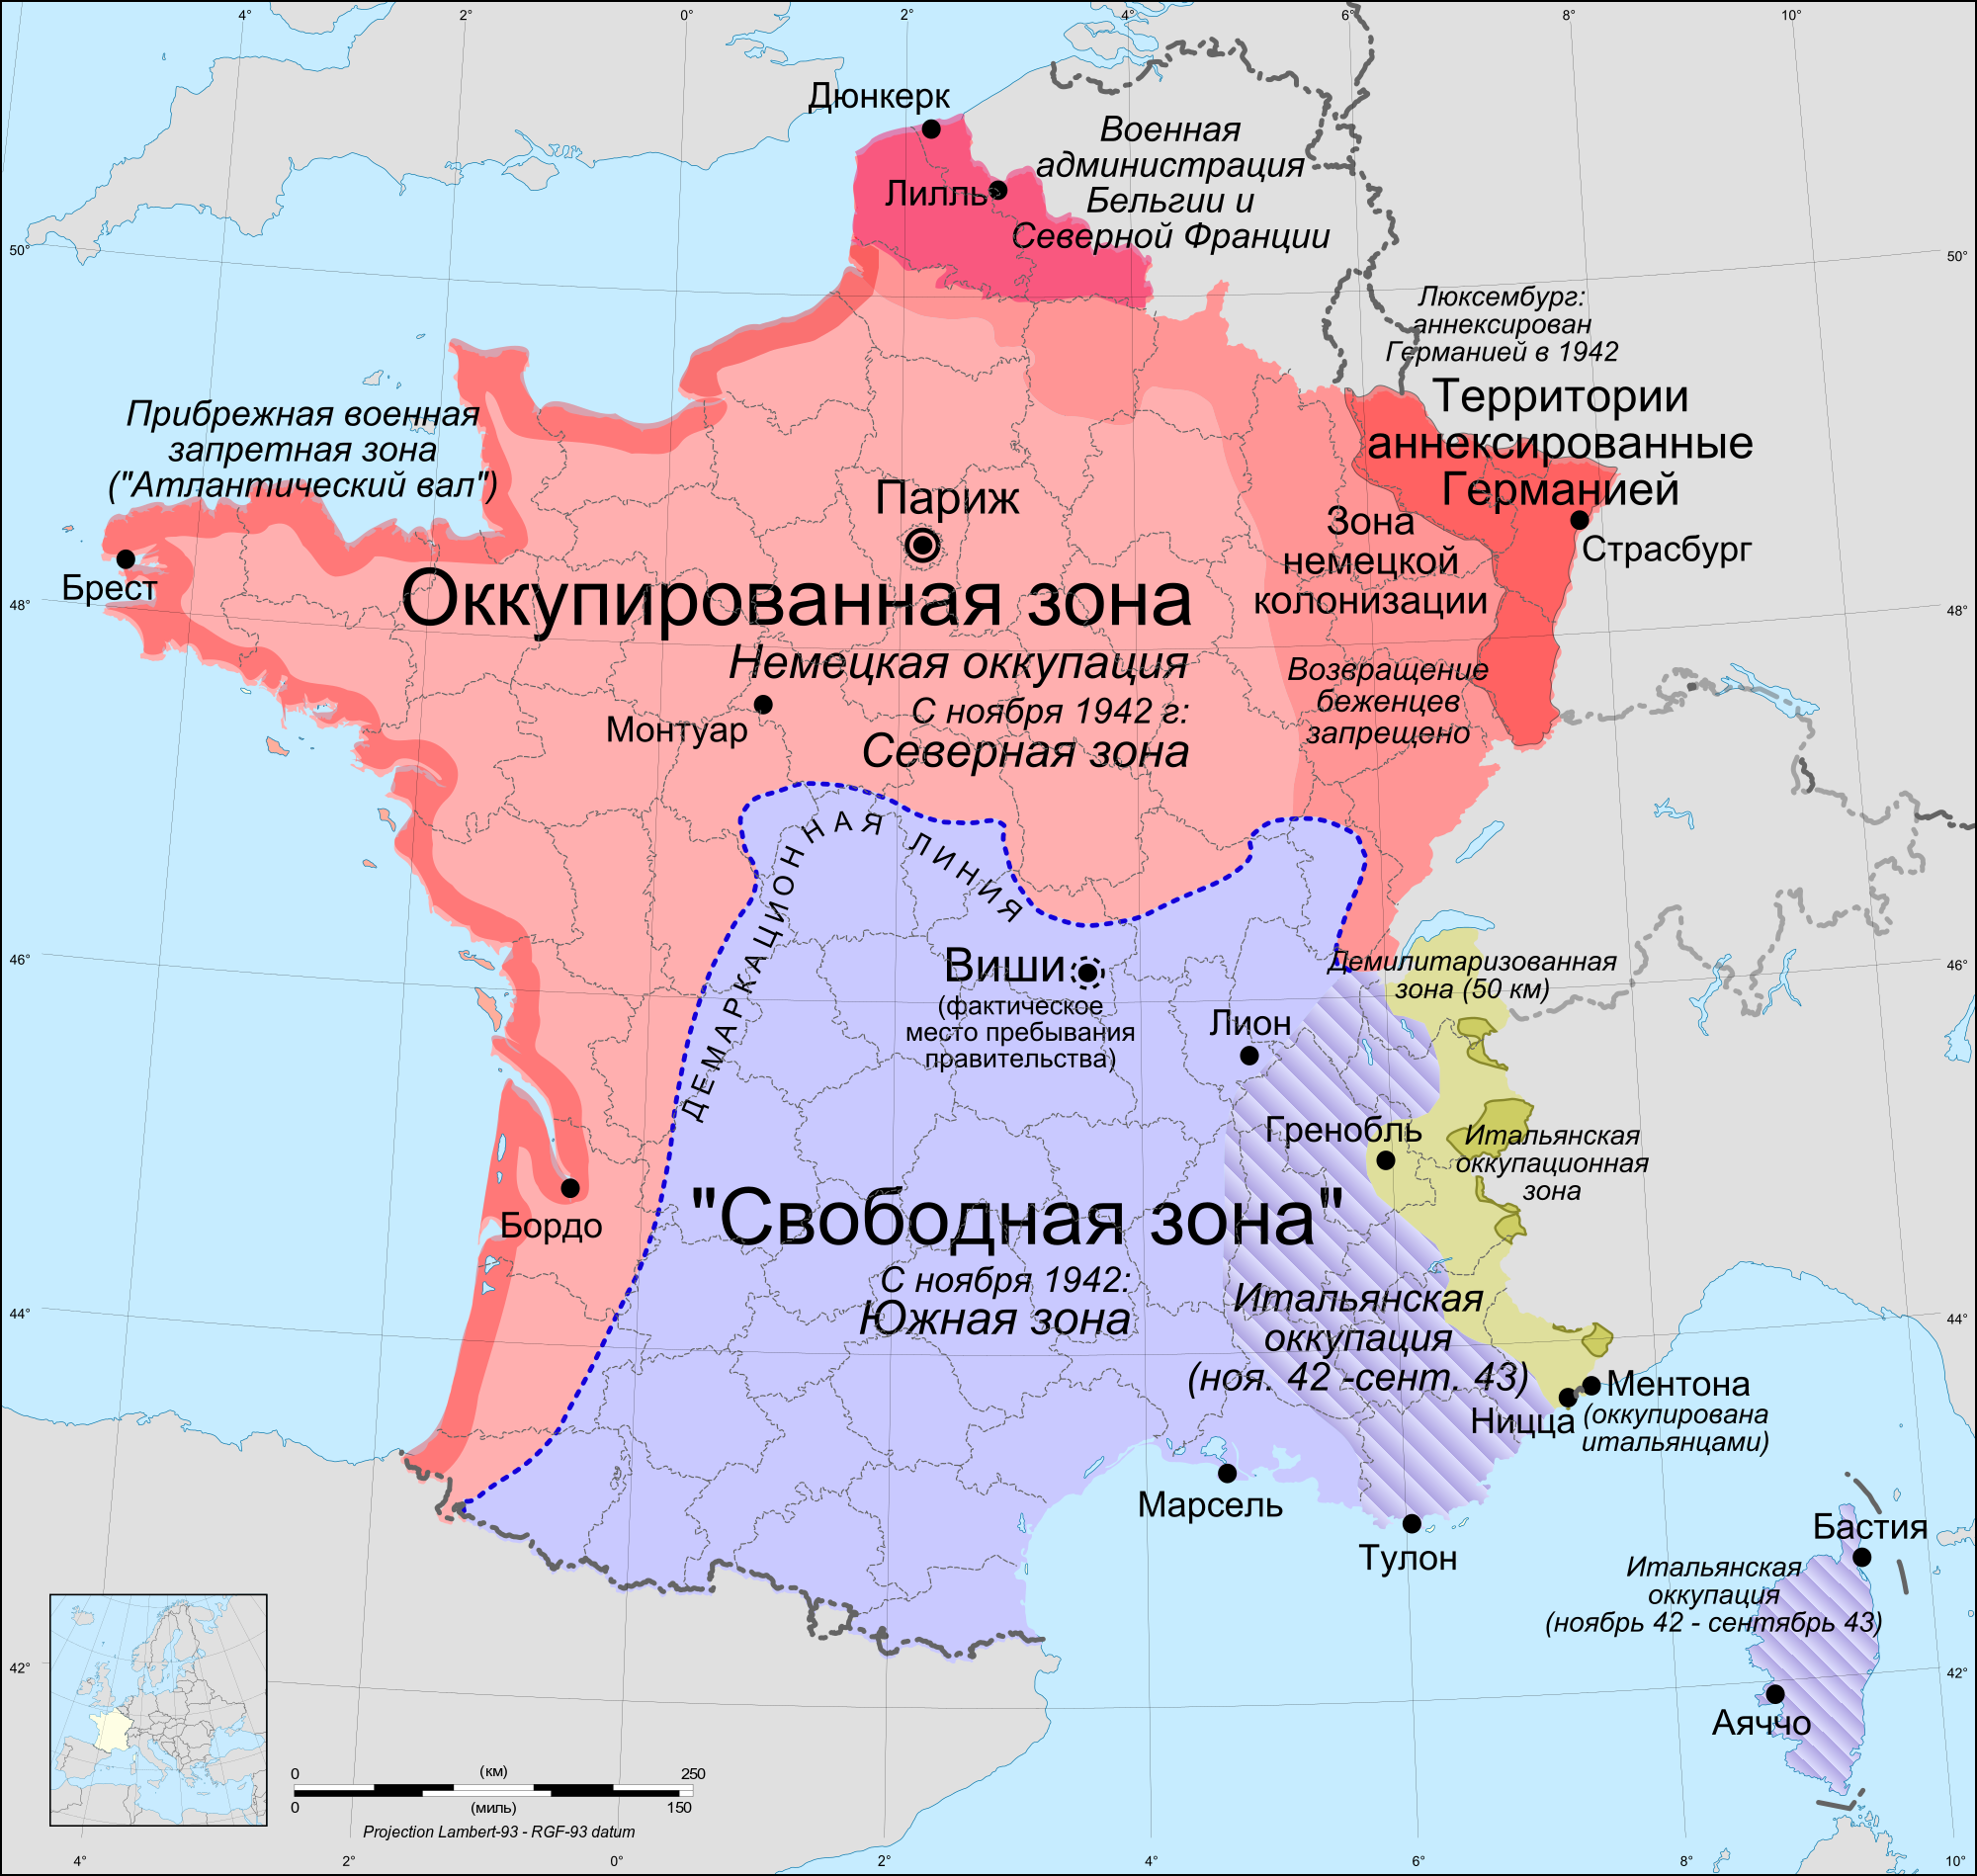 4°
2°
0°
2°
4°
6°
8°
10°
Дюнкерк
Военная
администрация
Бельгии и
Северной Франции
Лилль
50°
50°
Люксембург:
аннексирован
Германией в 1942
Территории
аннексированные
Германией
Прибрежная военная
запретная зона
("Атлантический вал")
Париж
Зона
немецкой
колонизации
Страсбург
Брест
48°
48°
Оккупированная зона
Немецкая оккупация
С ноября 1942 г:
Северная зона
Возвращение
беженцев
запрещено
Монтуар
ДЕМАРКАЦИОННАЯ ЛИНИЯ
46°
46°
Виши
(фактическое
место пребывания
правительства)
Демилитаризованная
зона (50 км)
Лион
Гренобль
Итальянская
оккупационная
зона
"Свободная зона"
С ноября 1942:
Южная зона
Бордо
Итальянская
оккупация
(ноя. 42 -сент. 43)
44°
44°
Ментона
(оккупирована
итальянцами)
Ницца
Марсель
Тулон
Бастия
Итальянская
оккупация
(ноябрь 42 - сентябрь 43)
Аяччо
42°
42°
0
(км)
250
0
(миль)
150
Projection Lambert-93 - RGF-93 datum
4°
2°
0°
2°
4°
6°
8°
10°